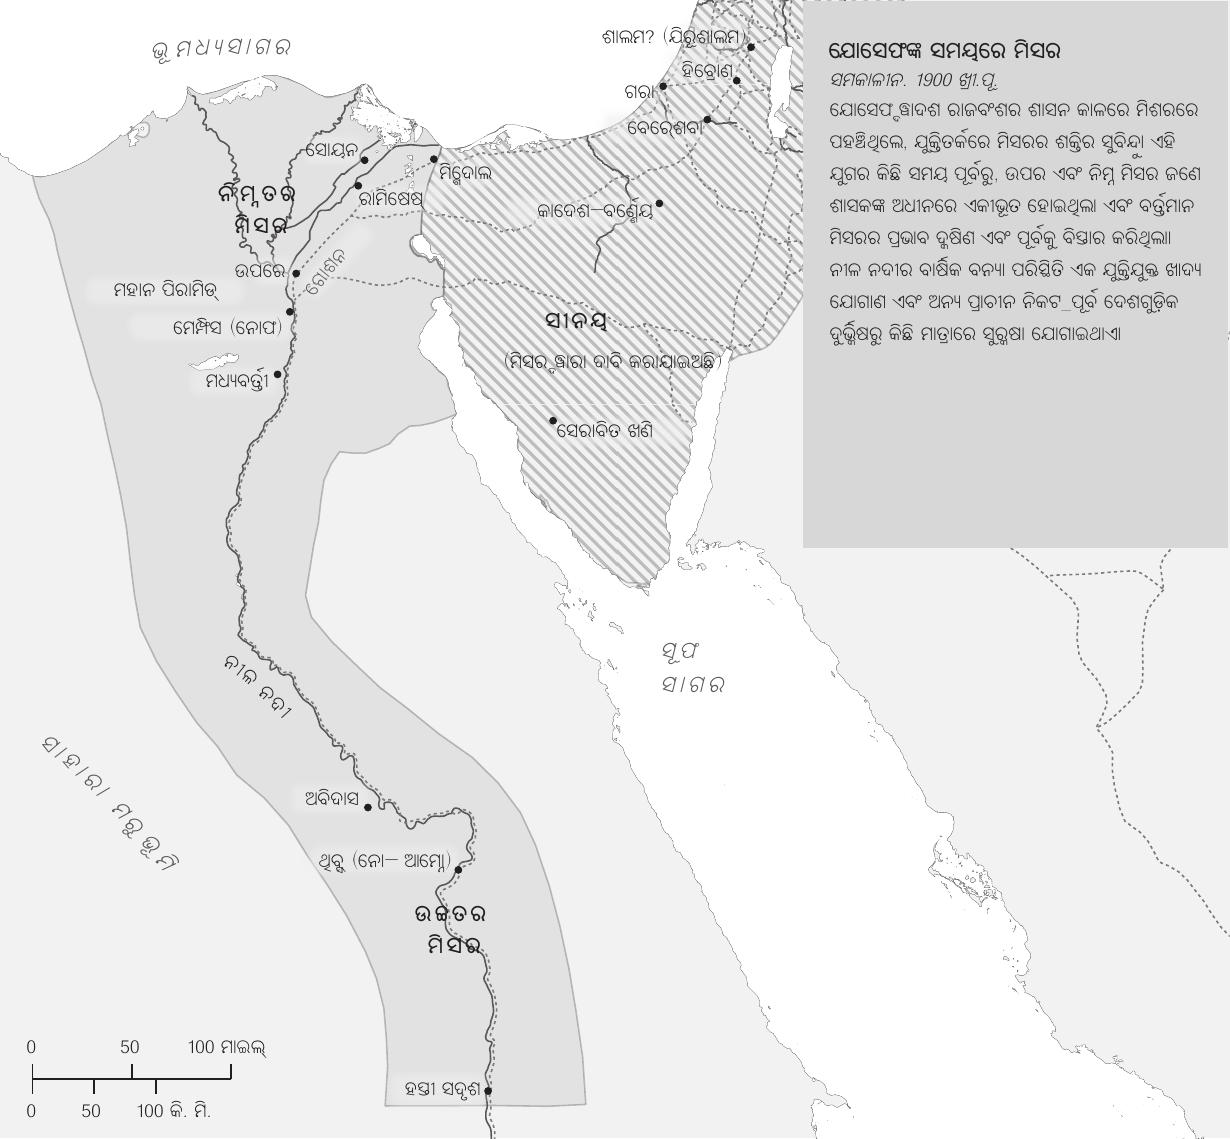 ଭୂମଧ୍ୟସାଗର
ଶାଲମ? (ଯିରୂଶାଲମ)
ହିବ୍ରୋଣ
ଗରା
ବେରେଶବା
ସୋୟନ
ମିଗ୍ଦୋଲ
ରାମିଷେଷ୍
ନିମ୍ନତର
ମିସର
କାଦେଶ–ବର୍ଣ୍ଣେୟ
ଉପରେ
ଗୋଶନ
ମହାନ ପିରାମିଡ୍
ମେମ୍ଫିସ (ନୋଫ)
ମଧ୍ୟବର୍ତ୍ତୀ
ସୀନୟ
(ମିସର ଦ୍ୱାରା ଦାବି କରାଯାଇଅଛି)
ସେରାବିତ ଖଣି
ଯୋସେଫଙ୍କ ସମୟରେ ମିସର
ସମକାଳୀନ. 1900 ଖ୍ରୀ.ପୂ.
ଯୋସେଫ ଦ୍ୱାଦଶ ରାଜବଂଶର ଶାସନ କାଳରେ ମିଶରରେ
ପହଞ୍ଚିଥିଲେ, ଯୁକ୍ତିତର୍କରେ ମିସରର ଶକ୍ତିର ସୁବିନ୍ଦୁ। ଏହି
ଯୁଗର କିଛି ସମୟ ପୂର୍ବରୁ, ଉପର ଏବଂ ନିମ୍ନ ମିସର ଜଣେ
ଶାସକଙ୍କ ଅଧୀନରେ ଏକୀଭୂତ ହୋଇଥିଲା ଏବଂ ବର୍ତ୍ତମାନ
ମିସରର ପ୍ରଭାବ ଦକ୍ଷିଣ ଏବଂ ପୂର୍ବକୁ ବିସ୍ତାର କରିଥିଲା।
ନୀଳ ନଦୀର ବାର୍ଷିକ ବନ୍ୟା ପରିସ୍ଥିତି ଏକ ଯୁକ୍ତିଯୁକ୍ତ ଖାଦ୍ୟ
ଯୋଗାଣ ଏବଂ ଅନ୍ୟ ପ୍ରାଚୀନ ନିକଟ_ପୂର୍ବ ଦେଶଗୁଡ଼ିକ
ଦୁର୍ଭିକ୍ଷରୁ କିଛି ମାତ୍ରାରେ ସୁରକ୍ଷା ଯୋଗାଇଥାଏ।
ସୂଫ
ସାଗର
ନୀଳ ନଦୀ
ସାହାରା ମରୁଭୂମି
ଅବିଦାସ
ଥିବ୍ସ (ନୋ– ଆମ୍ନୋ)
ଉଚ୍ଚତର
ମିସର
ହସ୍ତୀ ସଦୃଶ
0 50 100 ମାଇଲ୍
0 50 100 କି. ମି.